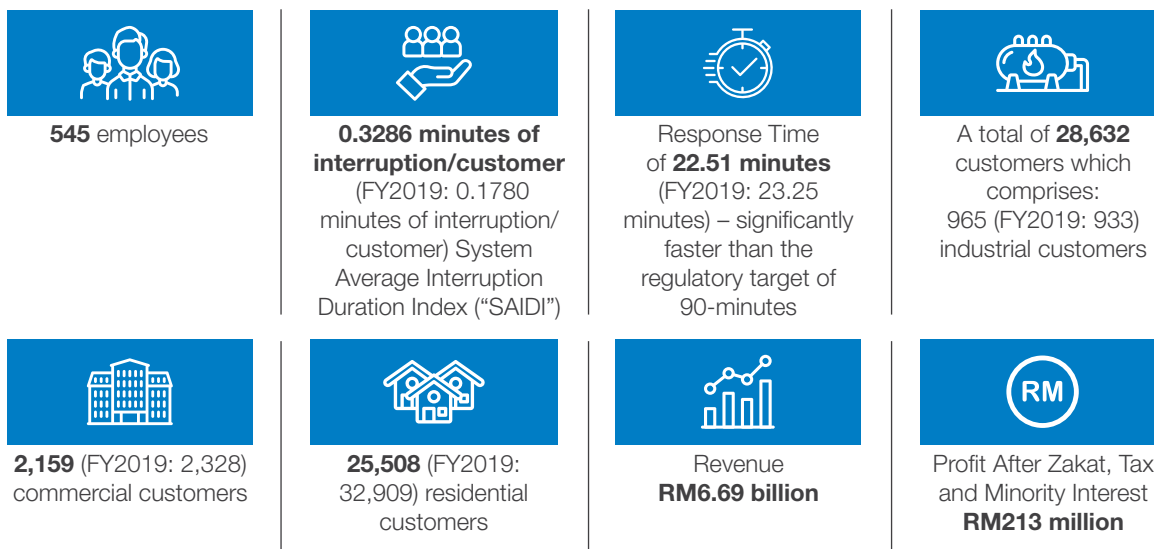 545 employees
0.3286 minutes of
interruption/customer
(FY2019: 0.1780
minutes of interruption/
customer) System
Average Interruption
Duration Index (“SAIDI”)
Response Time
of 22.51 minutes
(FY2019: 23.25
minutes) – significantly
faster than the
regulatory target of
90-minutes
A total of 28,632
customers which
comprises:
965 (FY2019: 933)
industrial customers
2,159 (FY2019: 2,328)
commercial customers
25,508 (FY2019:
32,909) residential
customers
Revenue
RM6.69 billion
RM
Profit After Zakat, Tax
and Minority Interest
RM213 million